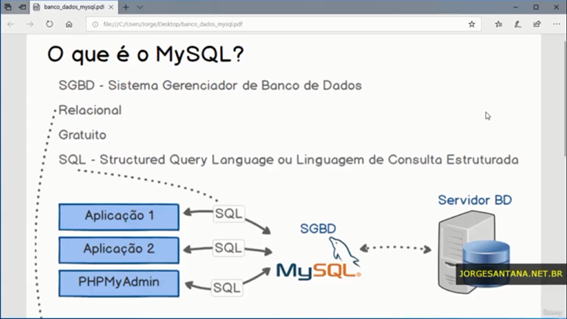 banco_dados_mysql.pdf
file:///C:/Users/Jorge/Desktop/banco_dados_mysql.pdf
O que é o MySQL?
SGBD - Sistema Gerenciador de Banco de Dados
Relacional
Gratuito
SQL - Structured Query Language ou Linguagem de Consulta Estruturada
Servidor BD
Aplicação 1
SQL
SGBD
Aplicação 2
SQL
MySQL
PHPMyAdmin
SQL
JORGESANTANA.NET.BR
Udemy